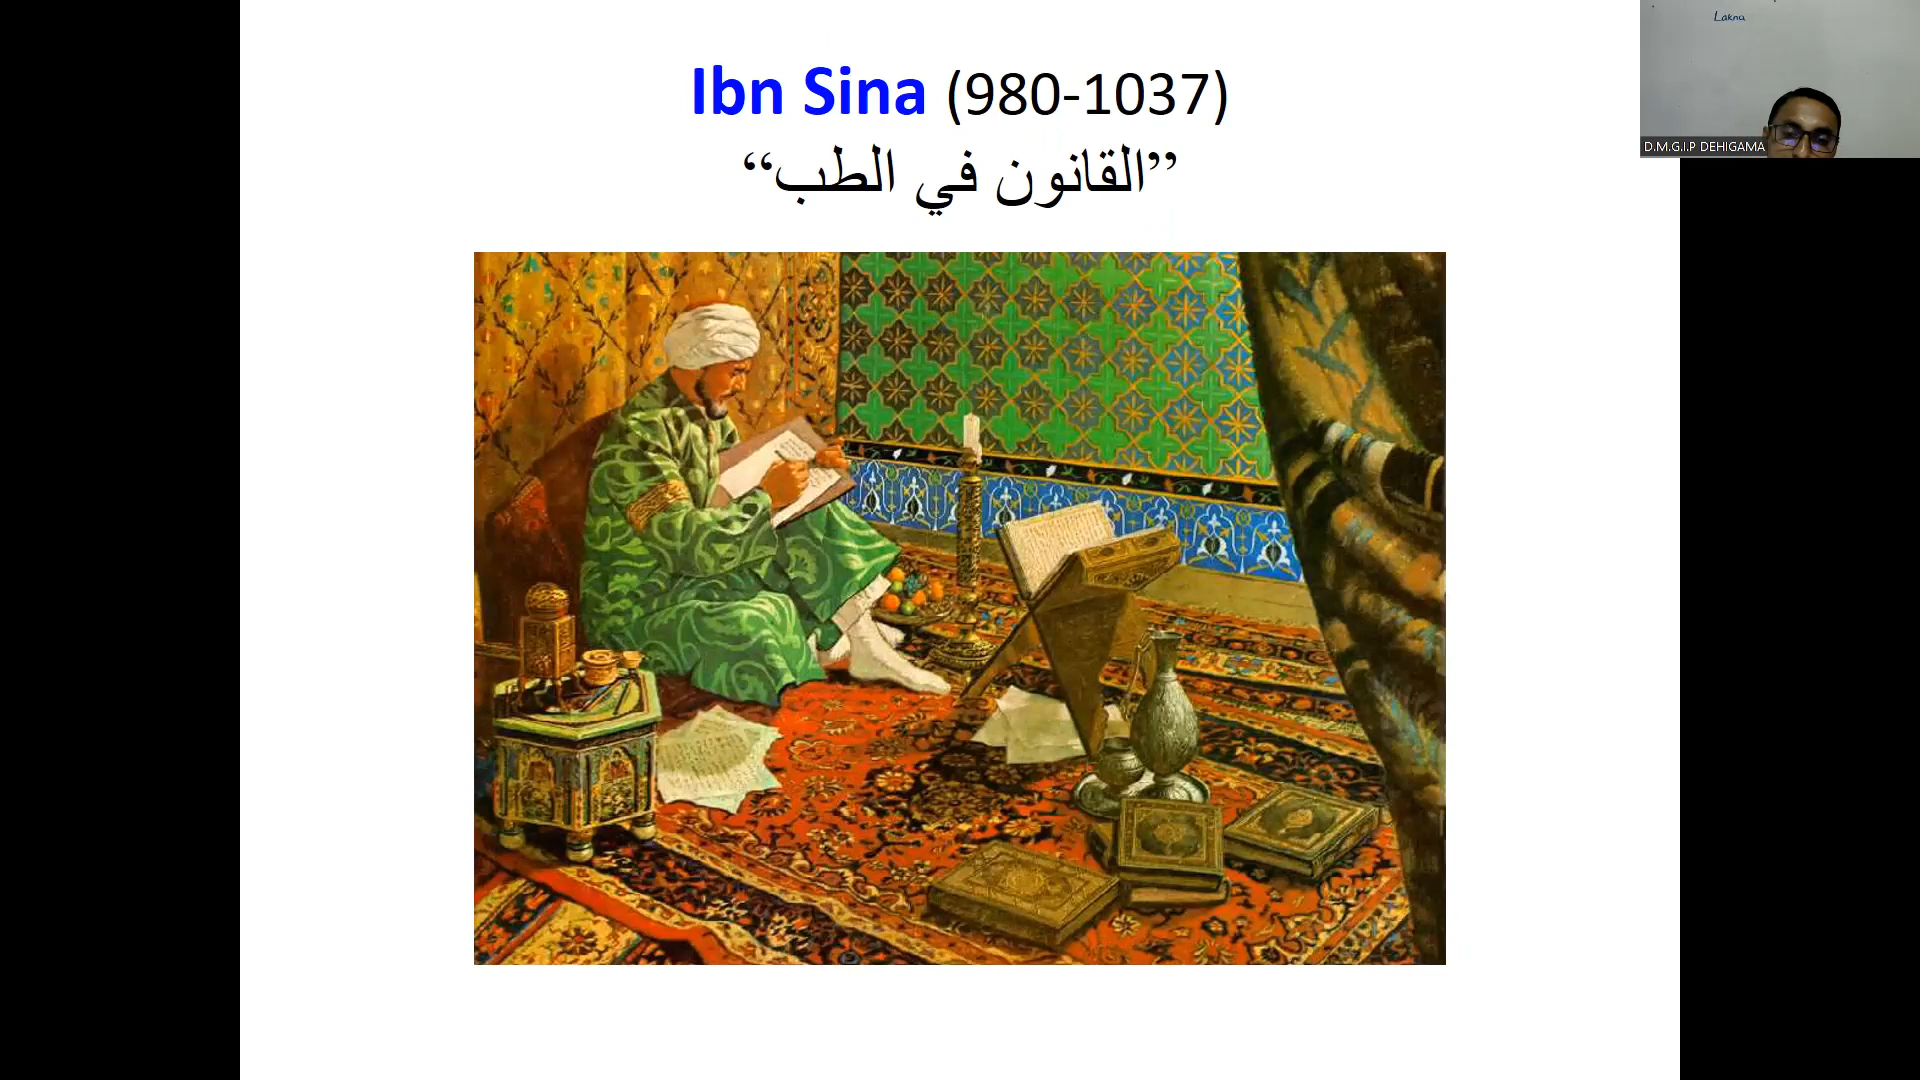 Ibn Sina (980-1037)
”القانون في الطب“
Lakna
D.M.G.I.P DEHIGAMA